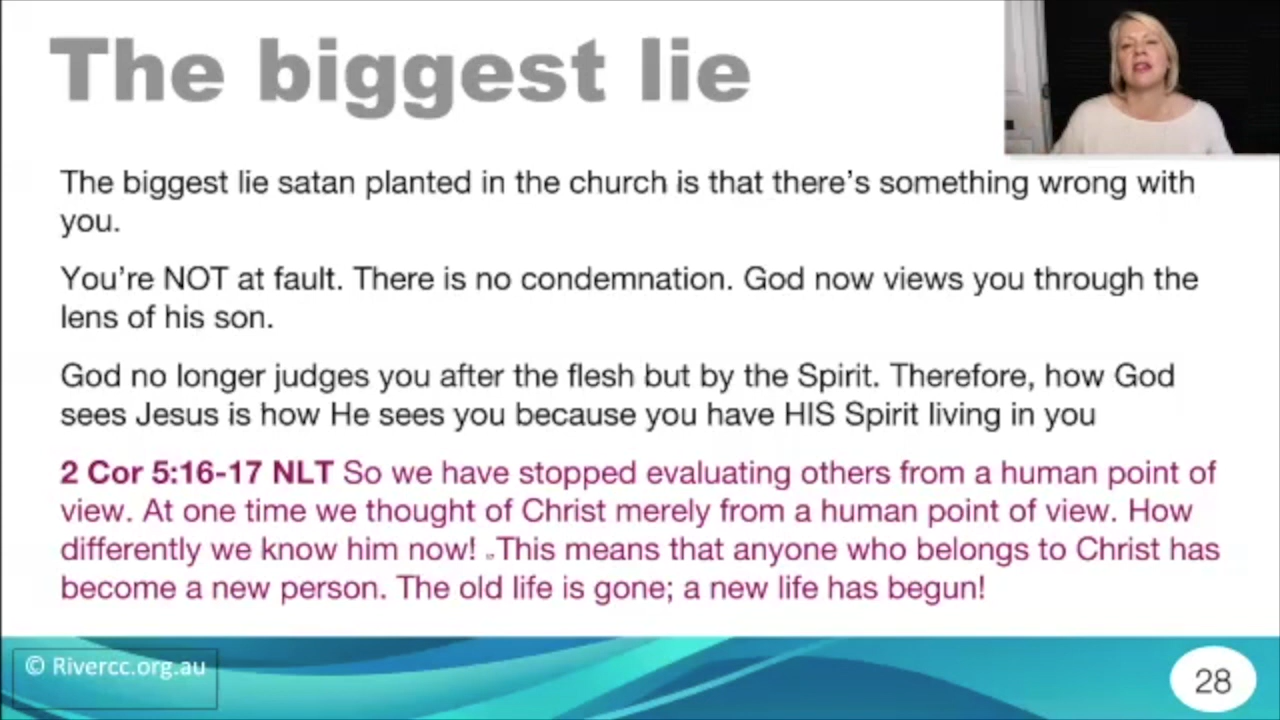 The biggest lie
The biggest lie satan planted in the church is that there's something wrong with
you.
You're NOT at fault. There is no condemnation. God now views you through the
lens of his son.
God no longer judges you after the flesh but by the Spirit. Therefore, how God
sees Jesus is how He sees you because you have HIS Spirit living in you
2 Cor 5:16-17 NLT So we have stopped evaluating others from a human point of
view. At one time we thought of Christ merely from a human point of view. How
differently we know him now! This means that anyone who belongs to Christ has
become a new person. The old life is gone; a new life has begun!
© Rivercc.org.au
28